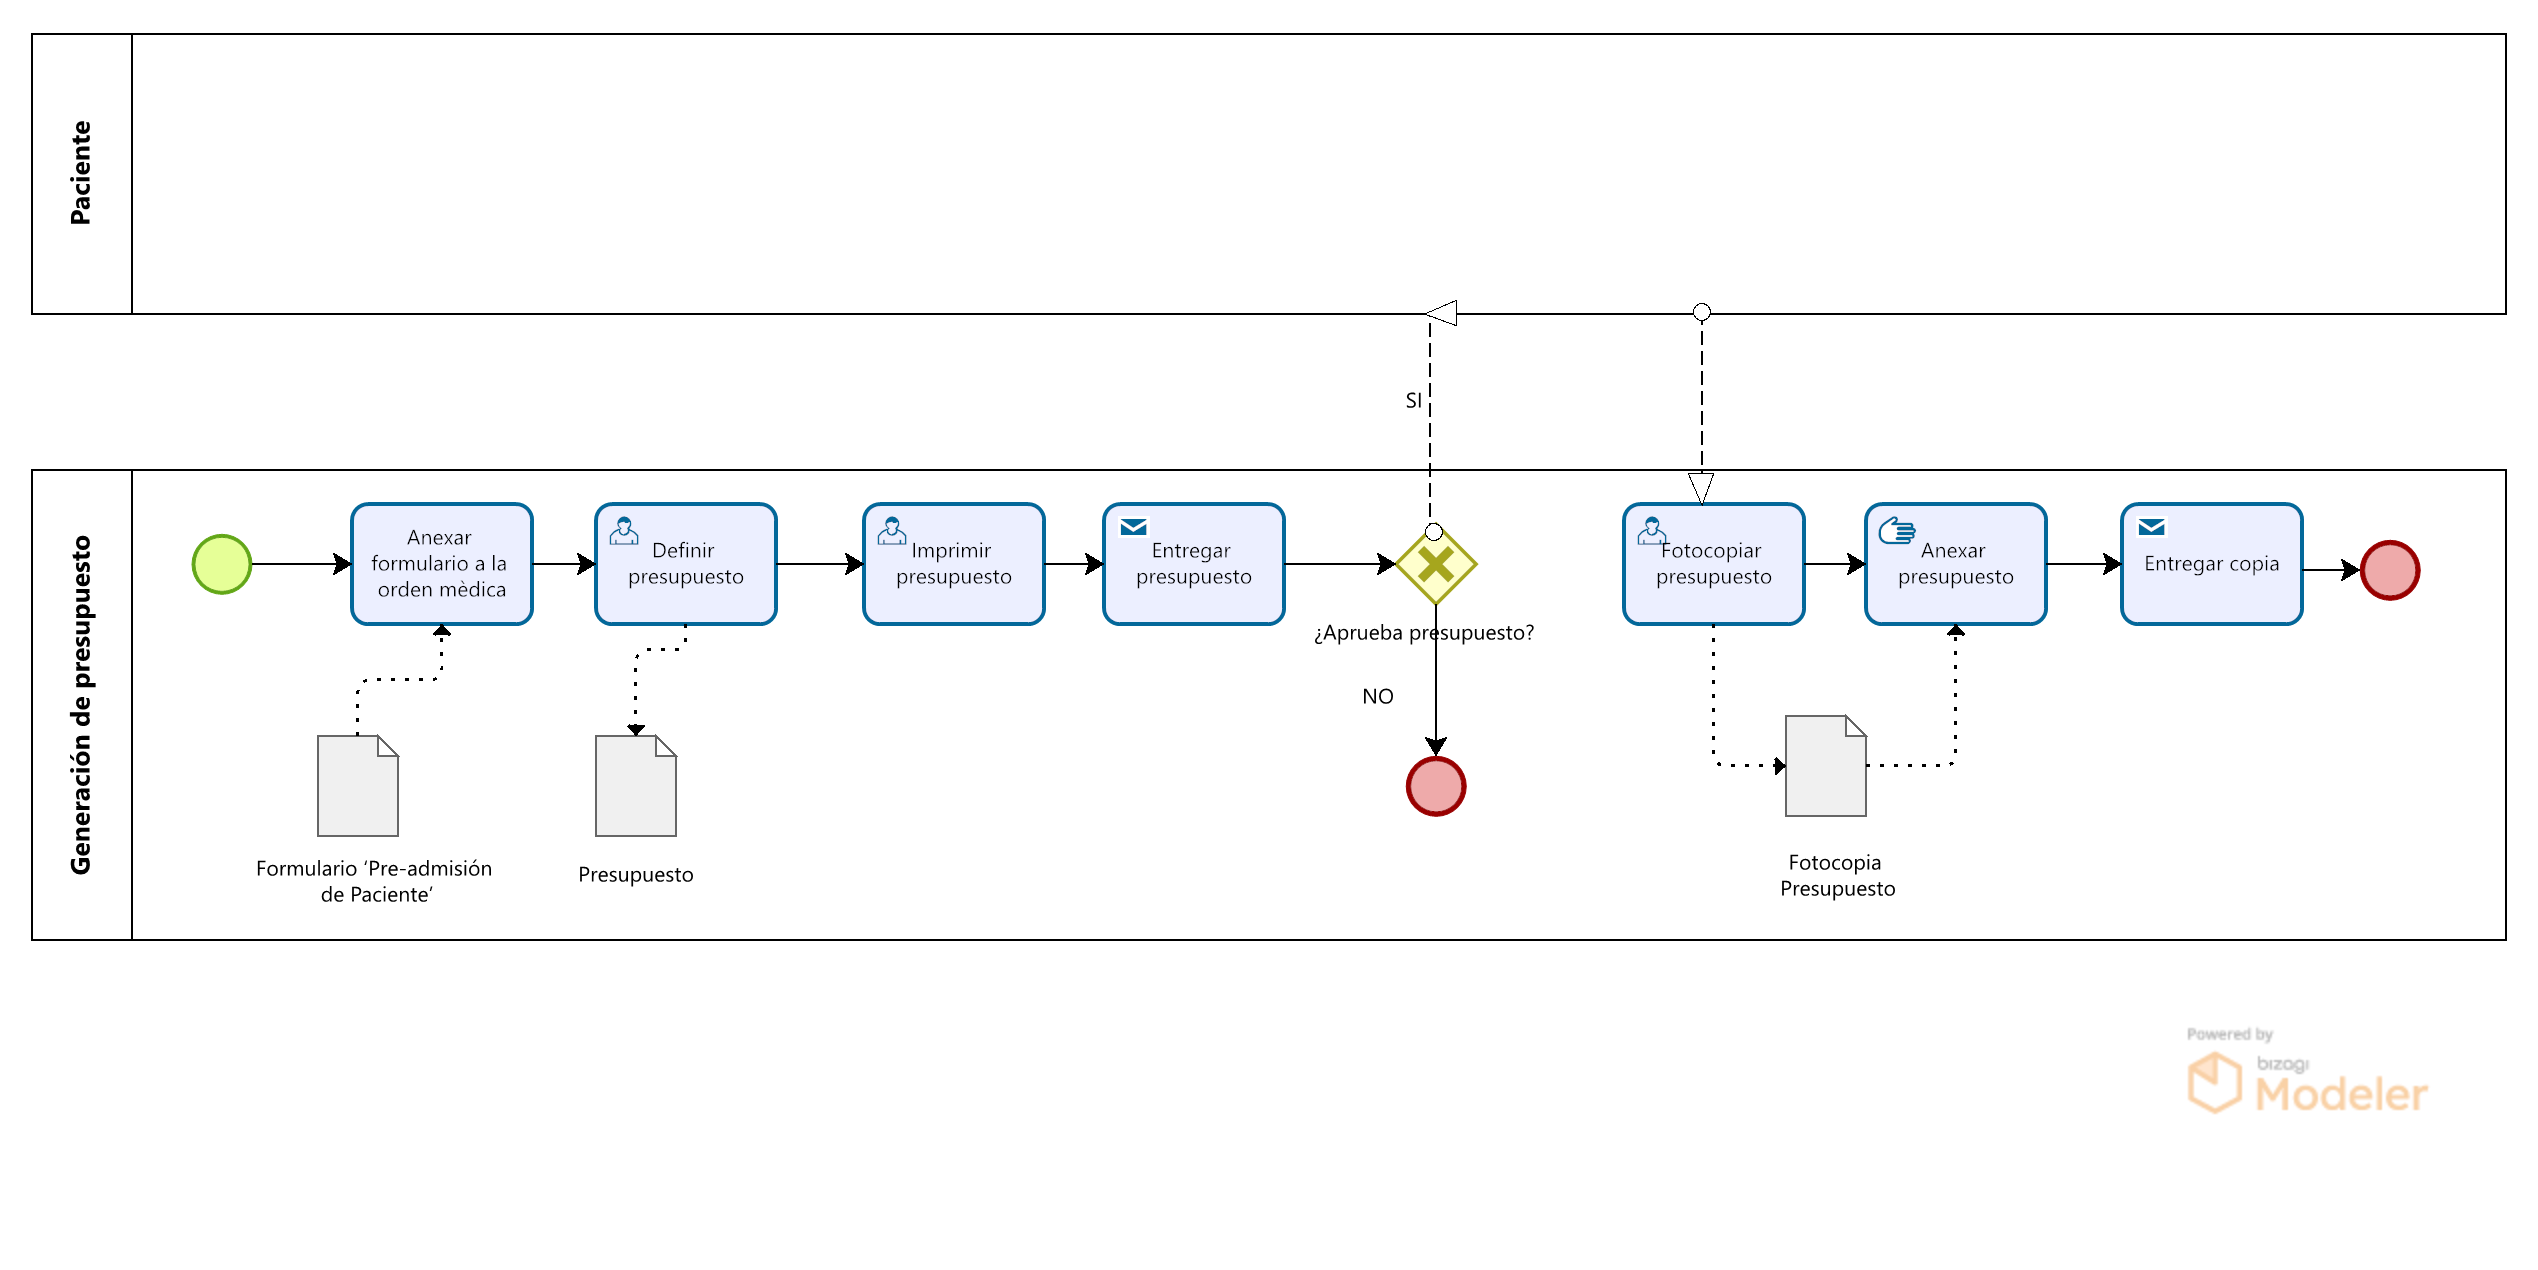 Paciente
SI
Generación de presupuesto
Anexar
formulario a la
orden mèdica
Definir
presupuesto
Imprimir
presupuesto
Entregar
presupuesto
¿Aprueba presupuesto?
NO
Fotocopiar
presupuesto
Anexar
presupuesto
Entregar copia
Formulario ‘Pre-admisión
de Paciente’
Presupuesto
Fotocopia
Presupuesto
Powered by
bizagi
Modeler